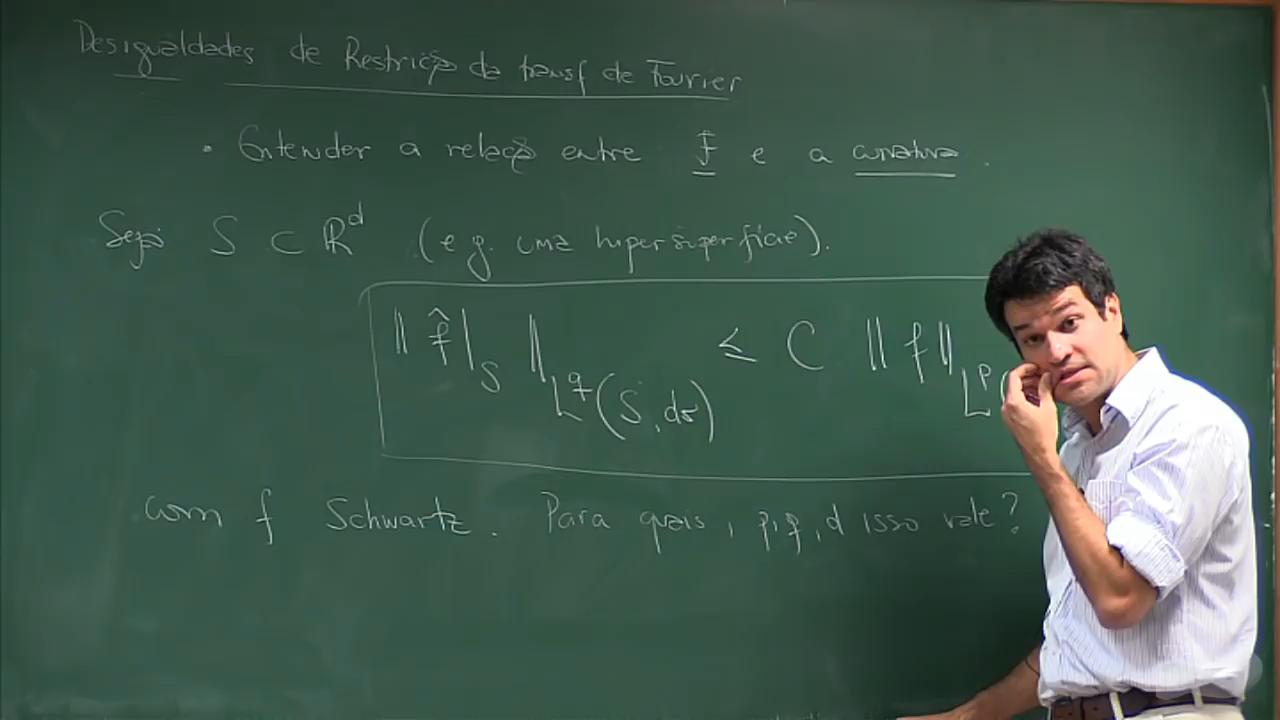 Desigualdades de Restrição da transf de Fourier
• Entender a relação entre f̂ e a curvatura.
Seja S ⊂ ℝ^d (e.g. uma hipersuperfície).
‖ f̂|_S ‖_{L^q(S, dσ)} ≤ C ‖ f ‖_{L^p(
com f Schwartz. Para quais, p, q, d isso vale?